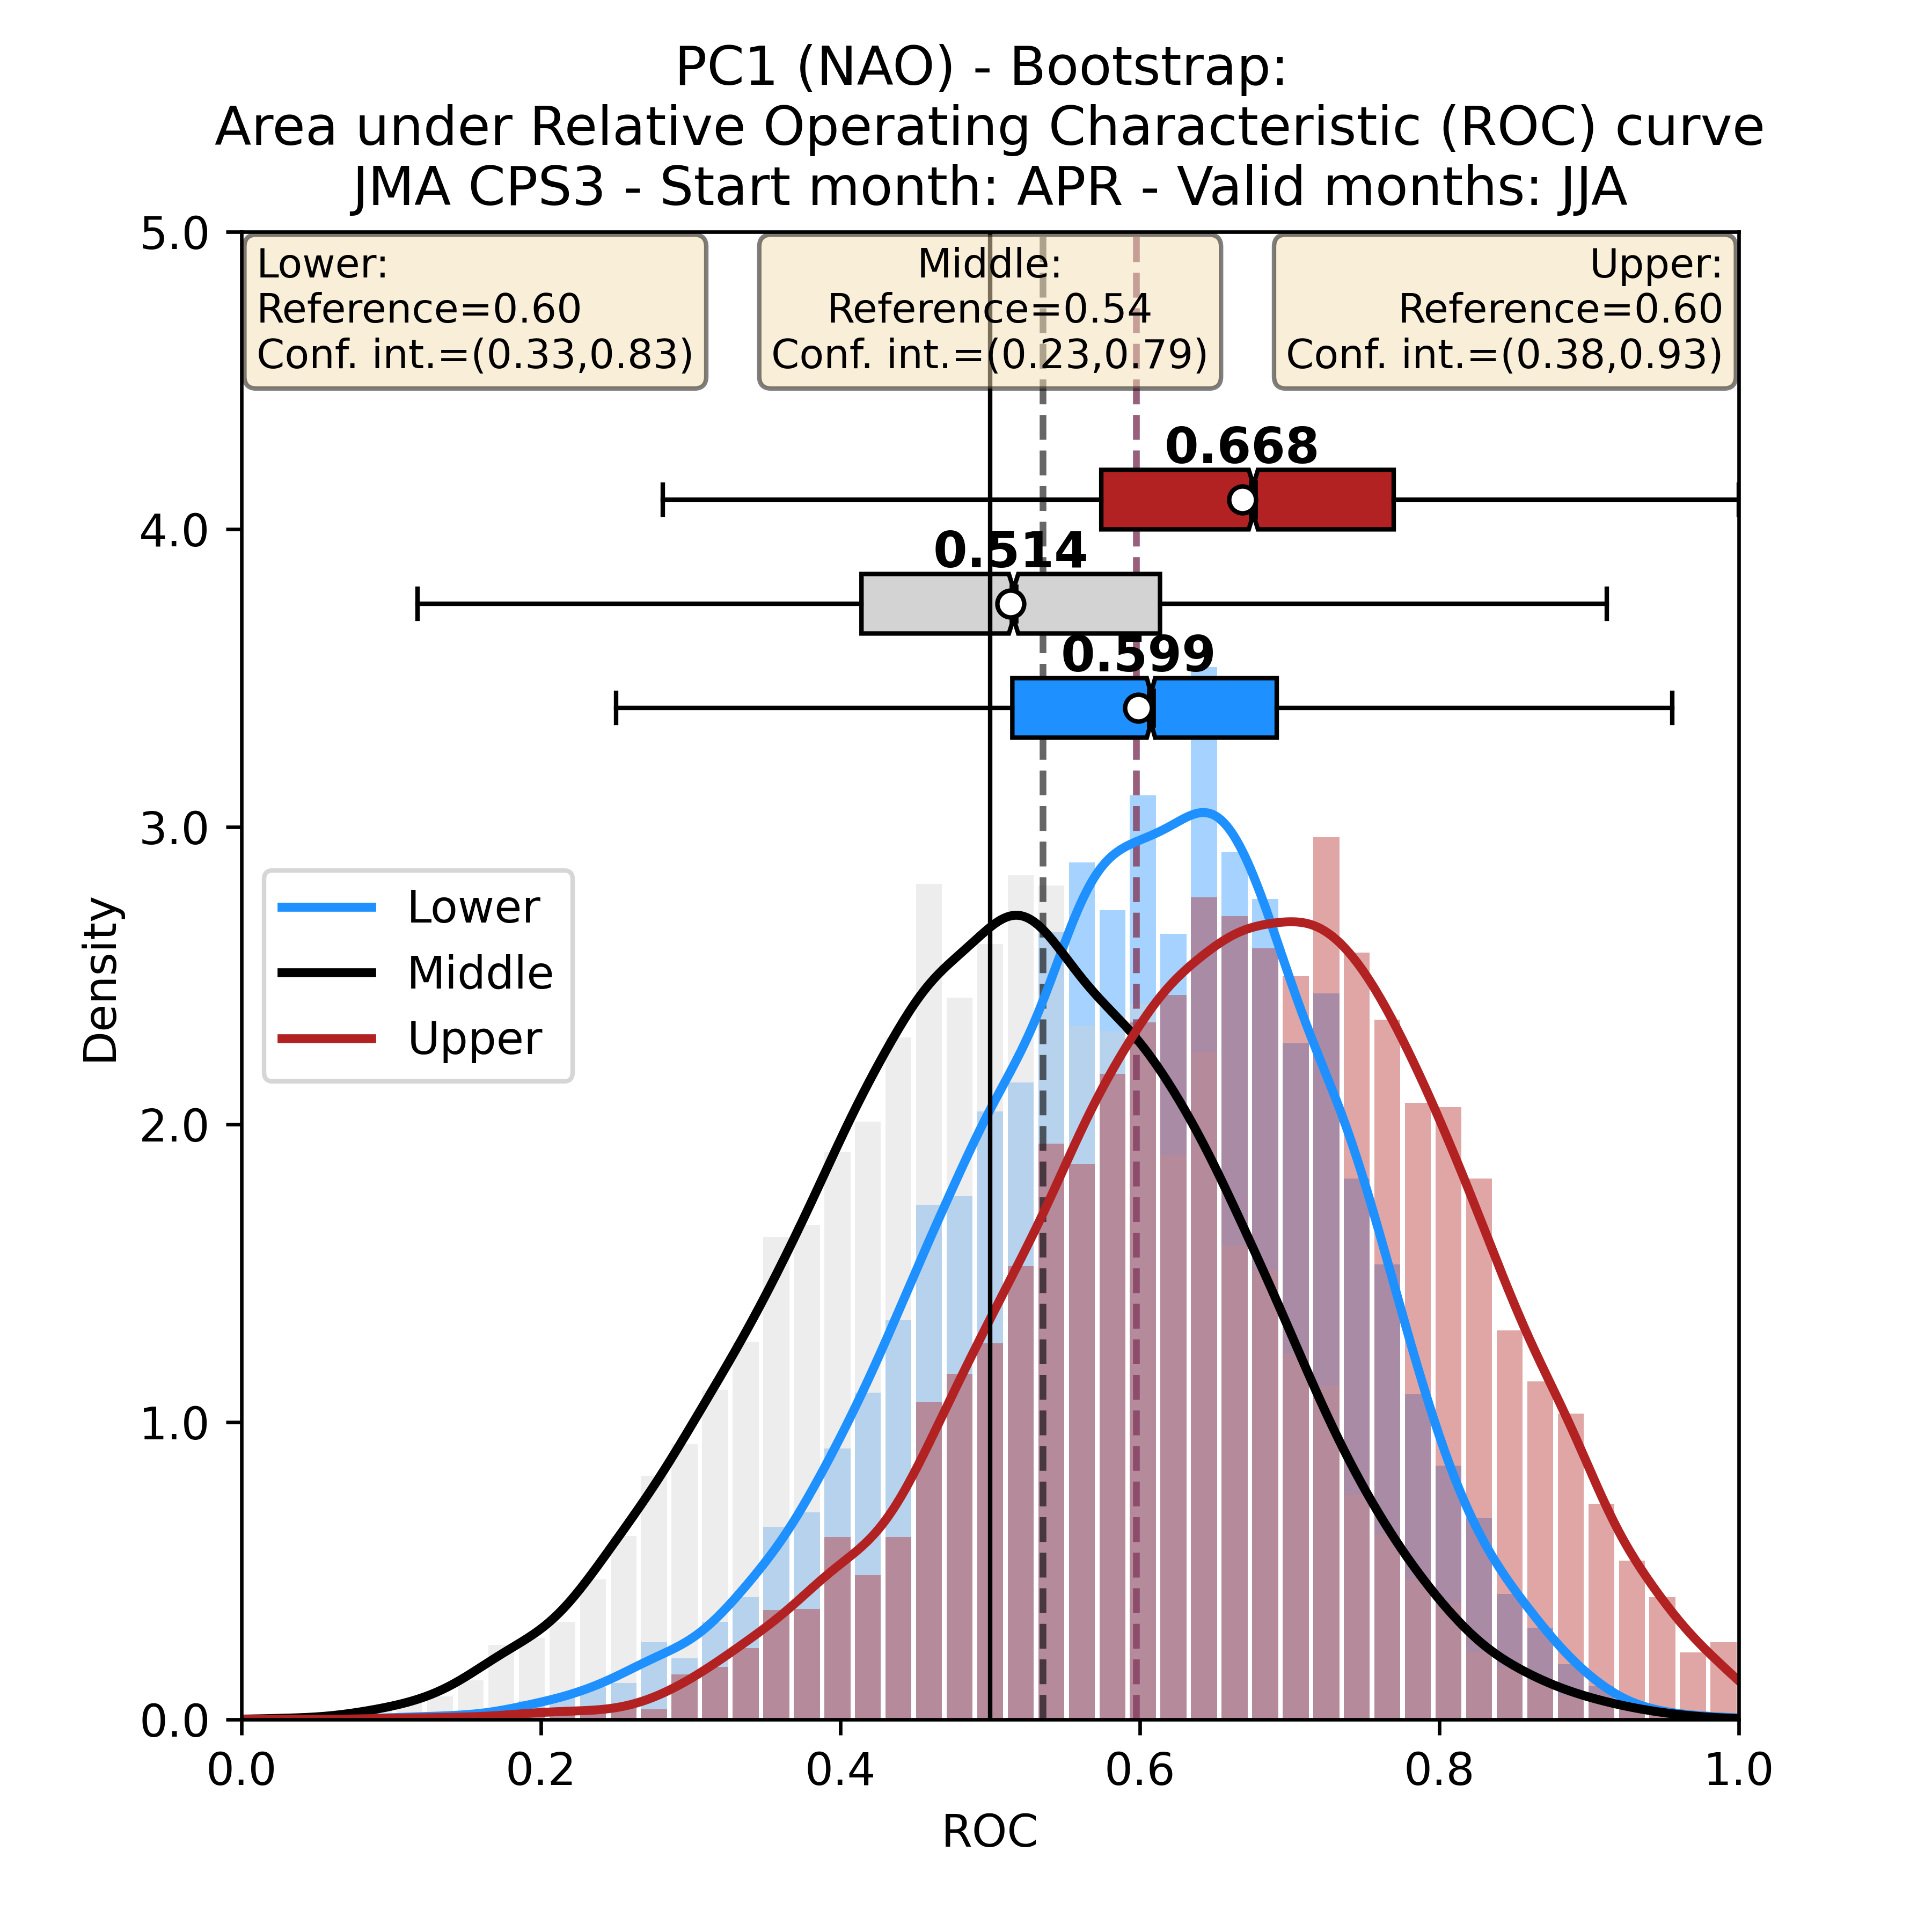 PC1 (NAO) - Bootstrap:
Area under Relative Operating Characteristic (ROC) curve
JMA CPS3 - Start month: APR - Valid months: JJA
Lower:
Reference=0.60
Conf. int.=(0.33,0.83)
Middle:
Reference=0.54
Conf. int.=(0.23,0.79)
Upper:
Reference=0.60
Conf. int.=(0.38,0.93)
0.668
0.514
0.599
5.0
4.0
3.0
2.0
1.0
0.0
Density
Lower
Middle
Upper
0.0
0.2
0.4
0.6
0.8
1.0
ROC